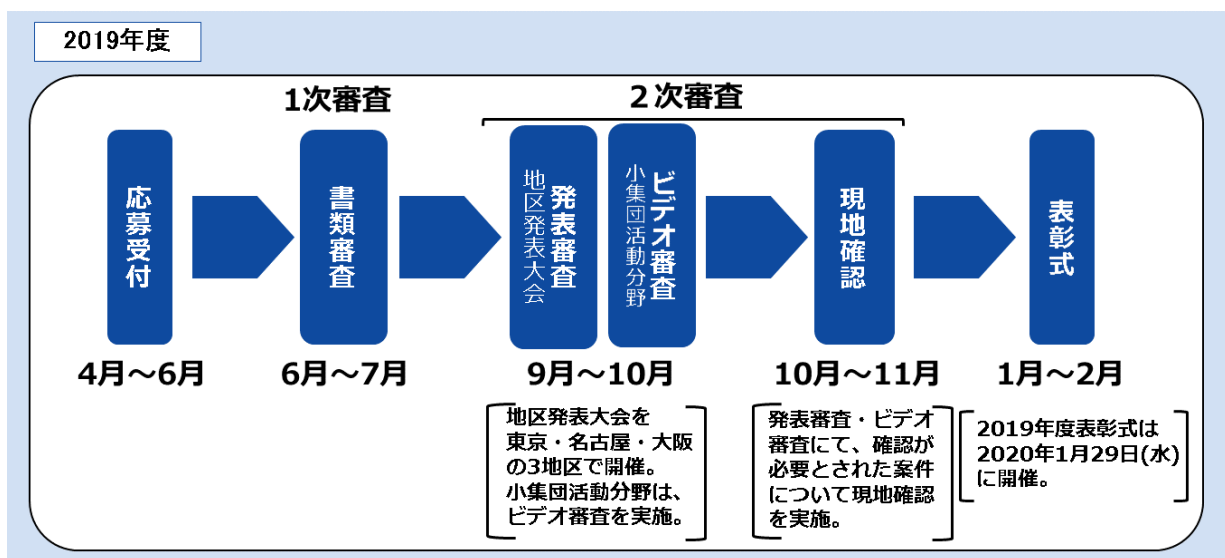 2019年度
1次審査
2次審査
応募受付
書類審査
発表審査
地区発表大会
ビデオ審査
小集団活動分野
現地確認
表彰式
4月～6月
6月～7月
9月～10月
10月～11月
1月～2月
地区発表大会を
東京・名古屋・大阪
の3地区で開催。
小集団活動分野は、
ビデオ審査を実施。
発表審査・ビデオ
審査にて、確認が
必要とされた案件
について現地確認
を実施。
2019年度表彰式は
2020年1月29日(水)
に開催。